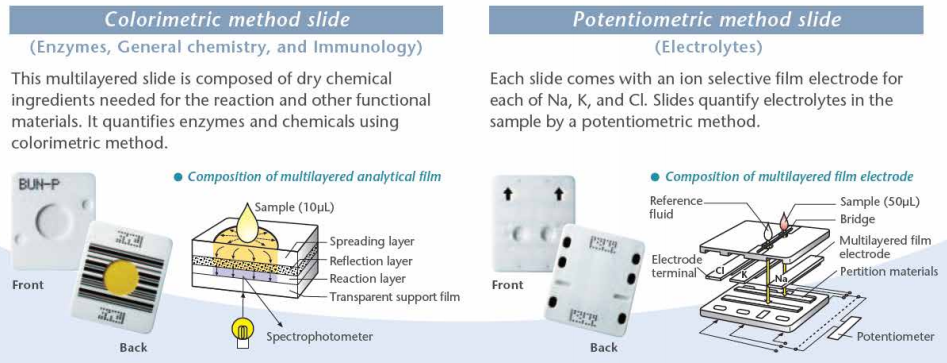 Colorimetric method slide
(Enzymes, General chemistry, and Immunology)
This multilayered slide is composed of dry chemical
ingredients needed for the reaction and other functional
materials. It quantifies enzymes and chemicals using
colorimetric method.
BUN-P
Front
Back
● Composition of multilayered analytical film
Sample (10μL)
Spreading layer
Reflection layer
Reaction layer
Transparent support film
Spectrophotometer
Potentiometric method slide
(Electrolytes)
Each slide comes with an ion selective film electrode for
each of Na, K, and Cl. Slides quantify electrolytes in the
sample by a potentiometric method.
Front
Back
● Composition of multilayered film electrode
Reference
fluid
Sample (50μL)
Bridge
Multilayered film
electrode
Electrode
terminal
Cl
K
Na
Pertition materials
Potentiometer